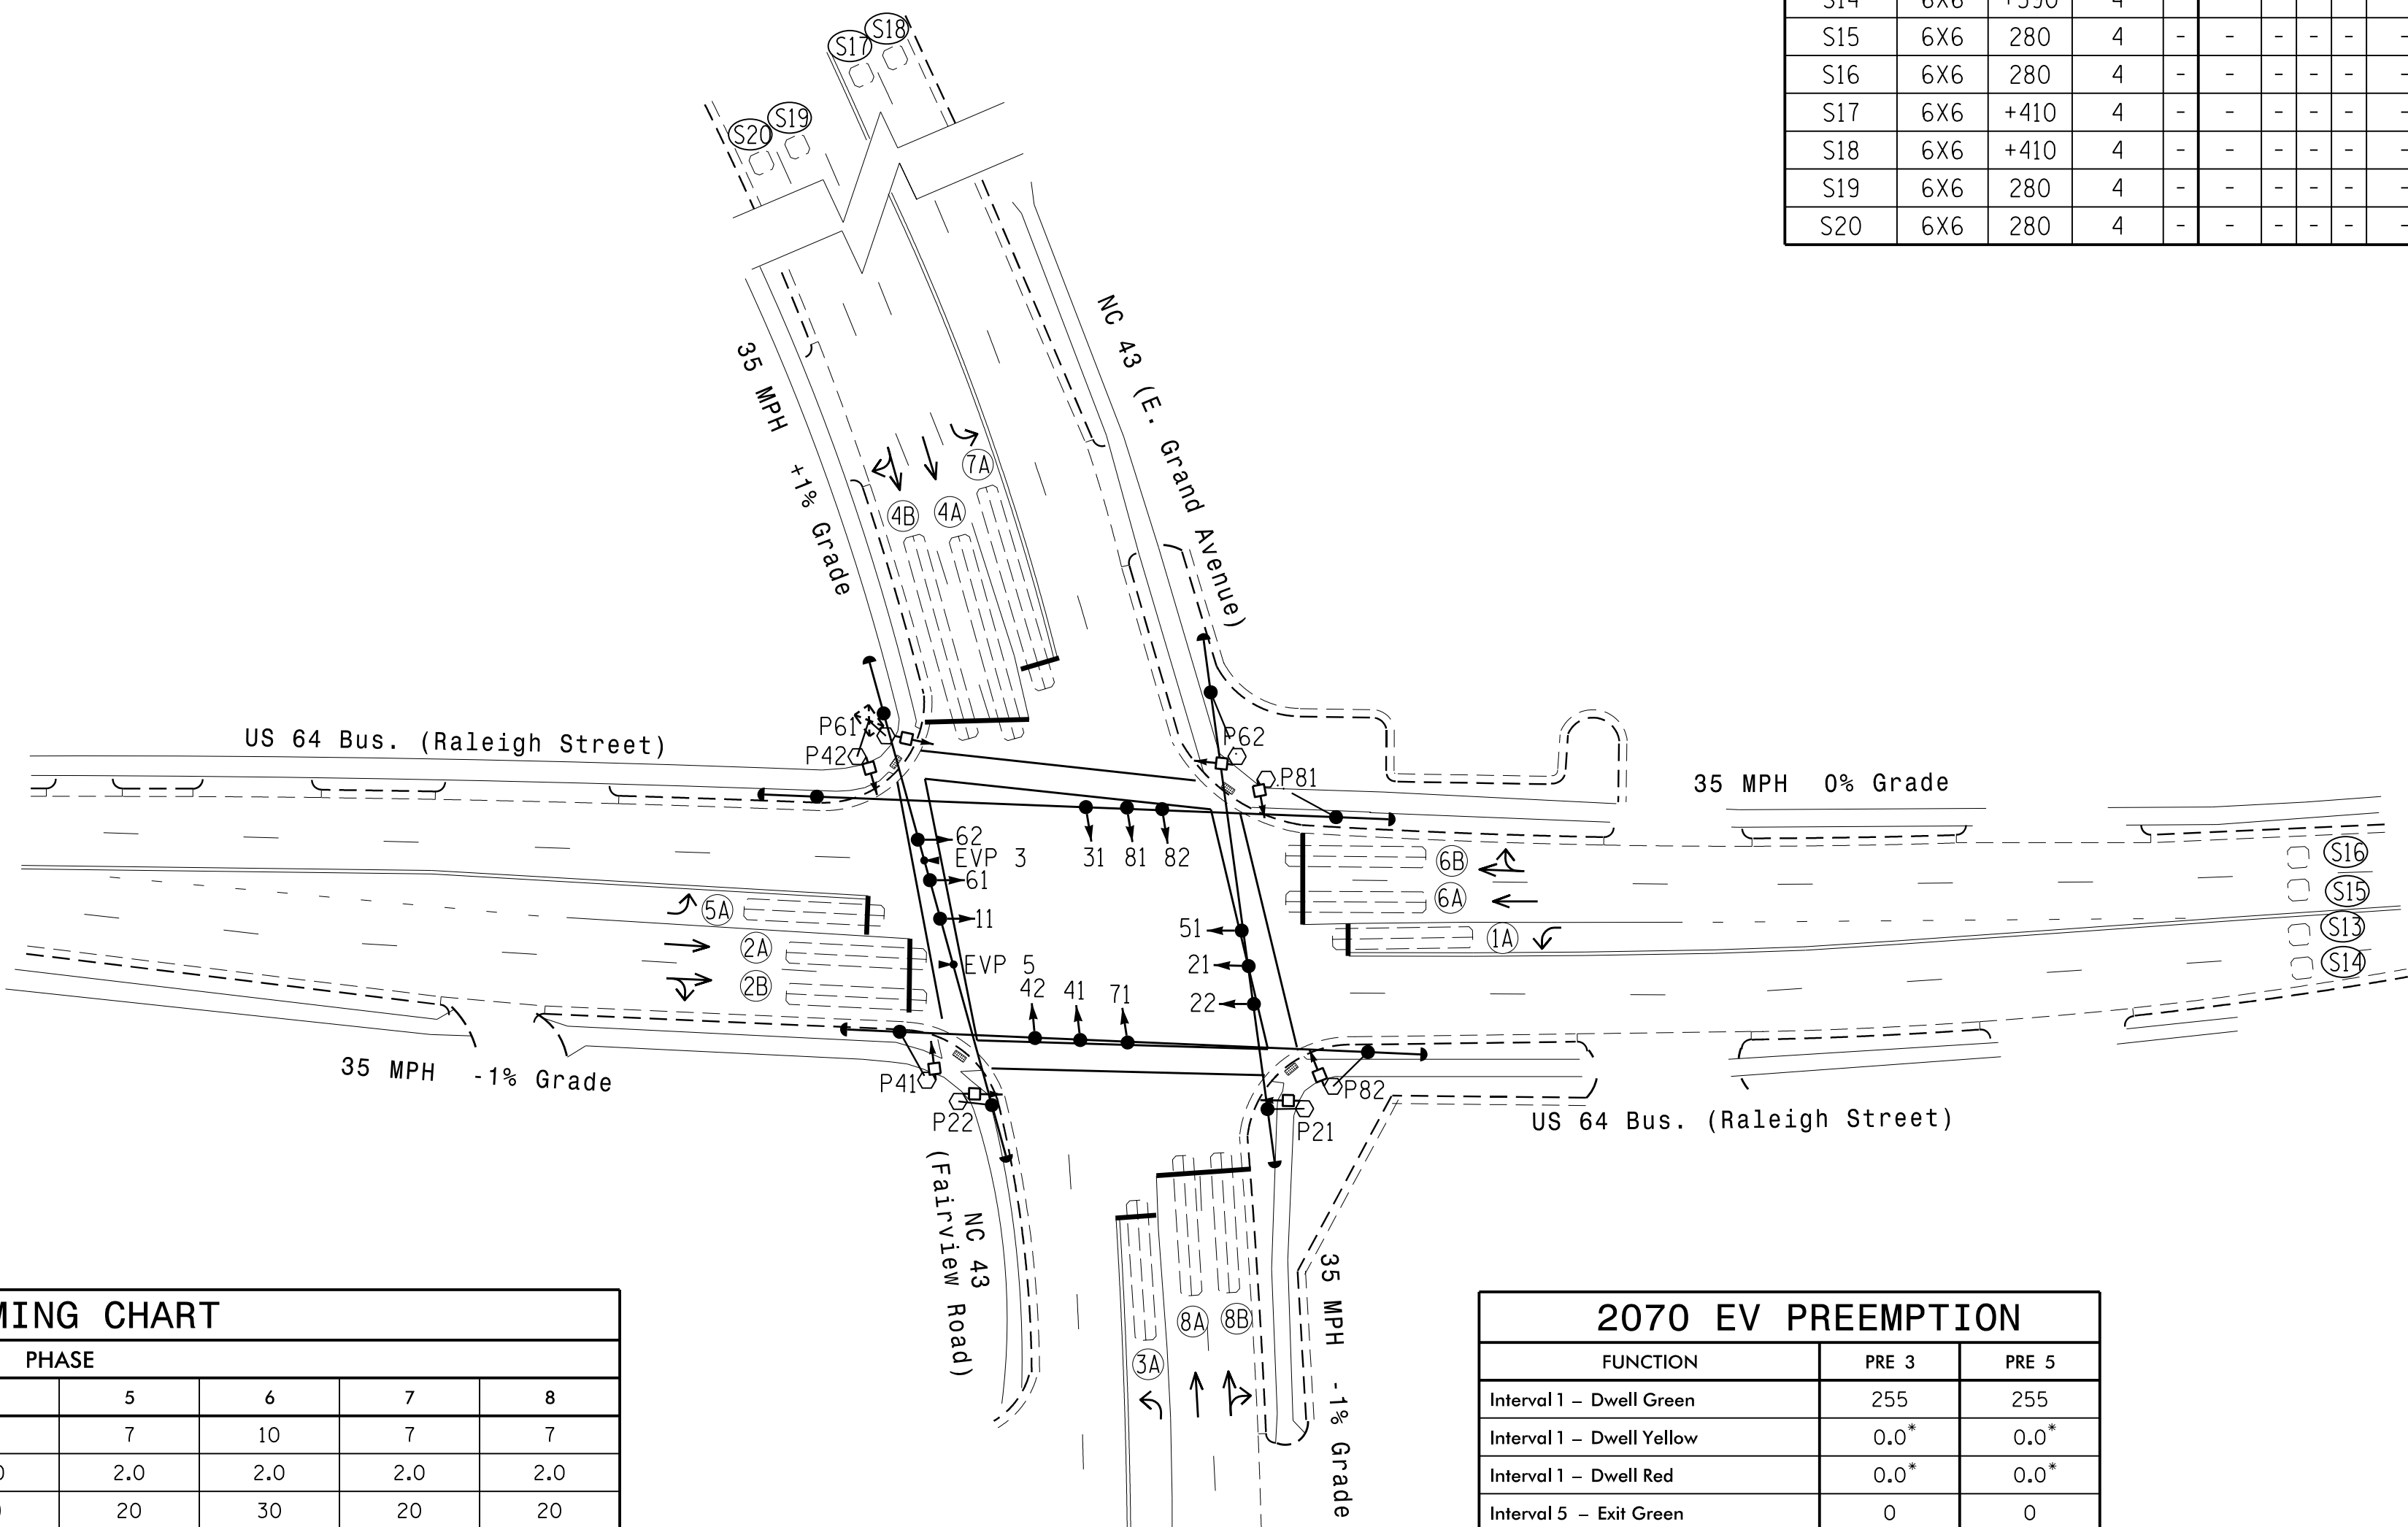 S14 6X6 +390 4
S15 6X6 280 4 - - - - - -
S16 6X6 280 4 - - - - - -
S17 6X6 +410 4 - - - - - -
S18 6X6 +410 4 - - - - - -
S19 6X6 280 4 - - - - - -
S20 6X6 280 4 - - - - - -
S17
S18
S20
S19
35 MPH +1% Grade
NC 43 (E. Grand Avenue)
7A
4B
4A
US 64 Bus. (Raleigh Street)
P61
P42
P62
P81
35 MPH 0% Grade
62
EVP 3
61
11
31
81
82
6B
6A
1A
S16
S15
S13
S14
5A
2A
2B
51
21
22
EVP 5
42
41
71
35 MPH -1% Grade
P41
P22
P82
P21
US 64 Bus. (Raleigh Street)
NC 43
(Fairview Road)
3A
8A
8B
35 MPH -1% Grade
MING CHART
PHASE
5 6 7 8
7 10 7 7
2.0 2.0 2.0 2.0
20 30 20 20
2070 EV PREEMPTION
FUNCTION PRE 3 PRE 5
Interval 1 – Dwell Green 255 255
Interval 1 – Dwell Yellow 0.0* 0.0*
Interval 1 – Dwell Red 0.0* 0.0*
Interval 5 – Exit Green 0 0